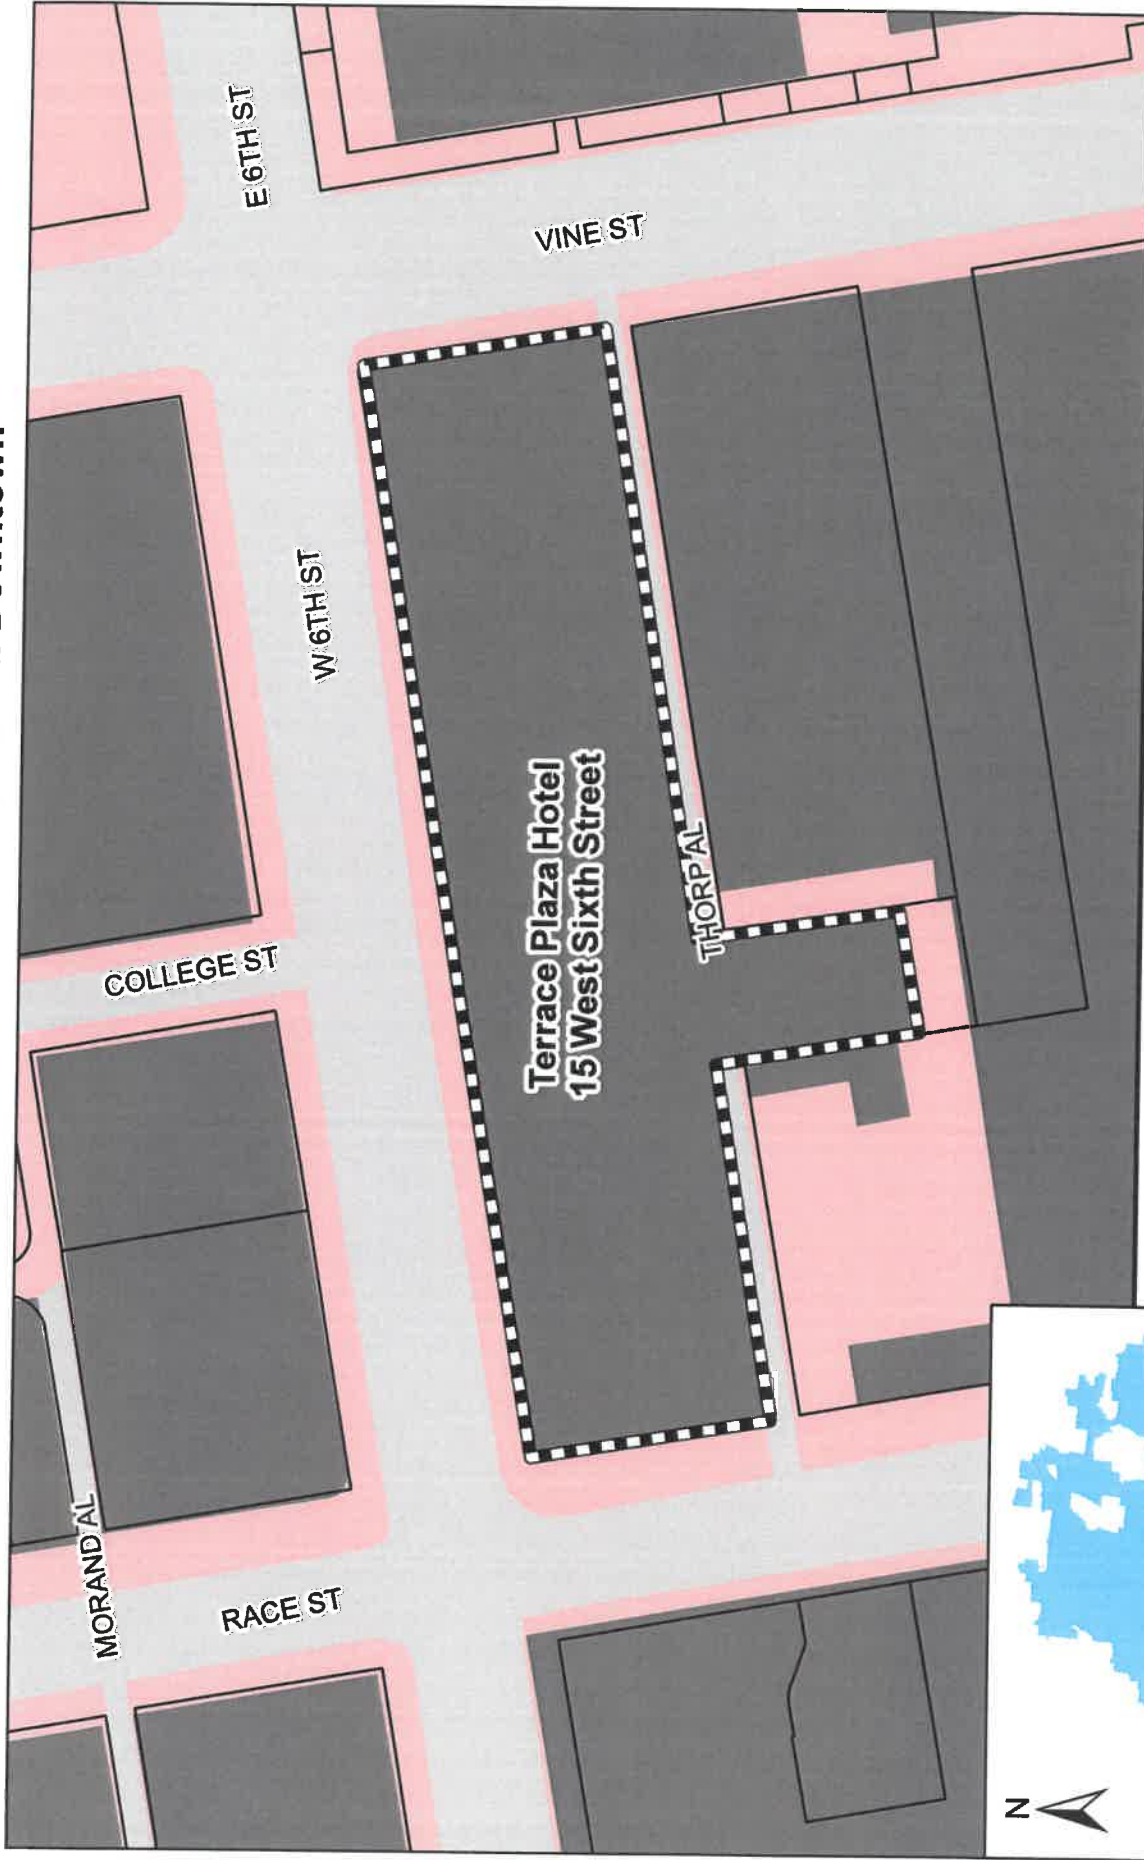 E 6TH ST
VINE ST
W 6TH ST
COLLEGE ST
Terrace Plaza Hotel
15 West Sixth Street
THORP AL
MORAND AL
RACE ST
N